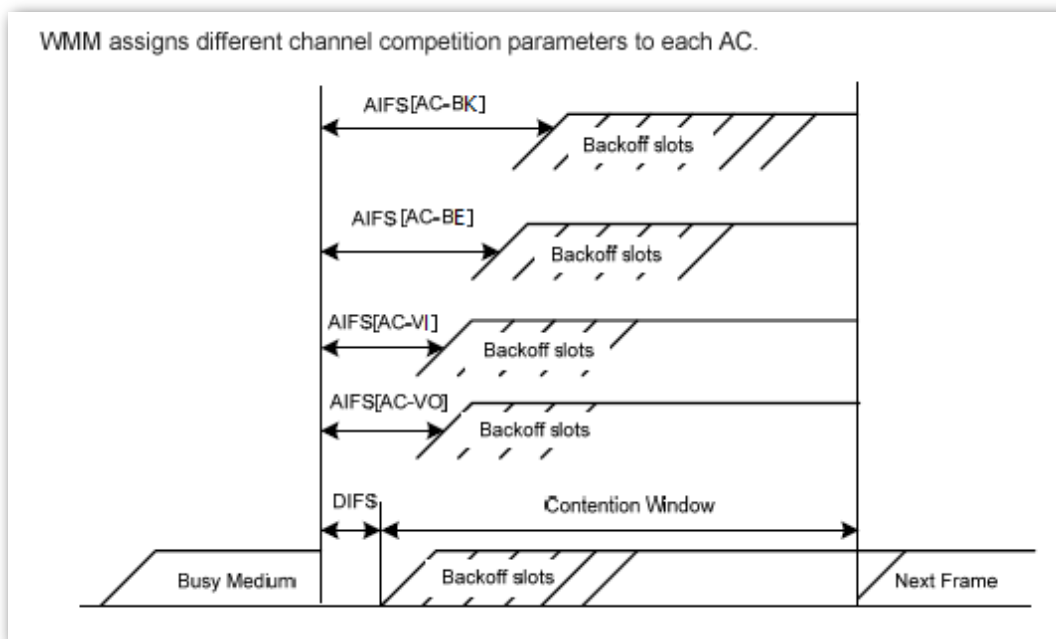 WMM assigns different channel competition parameters to each AC.
AIFS[AC-BK]
Backoff slots
AIFS [AC-BE]
Backoff slots
AIFS[AC-VI]
Backoff slots
AIFS[AC-VO]
Backoff slots
DIFS
Contention Window
Busy Medium
Backoff slots
Next Frame